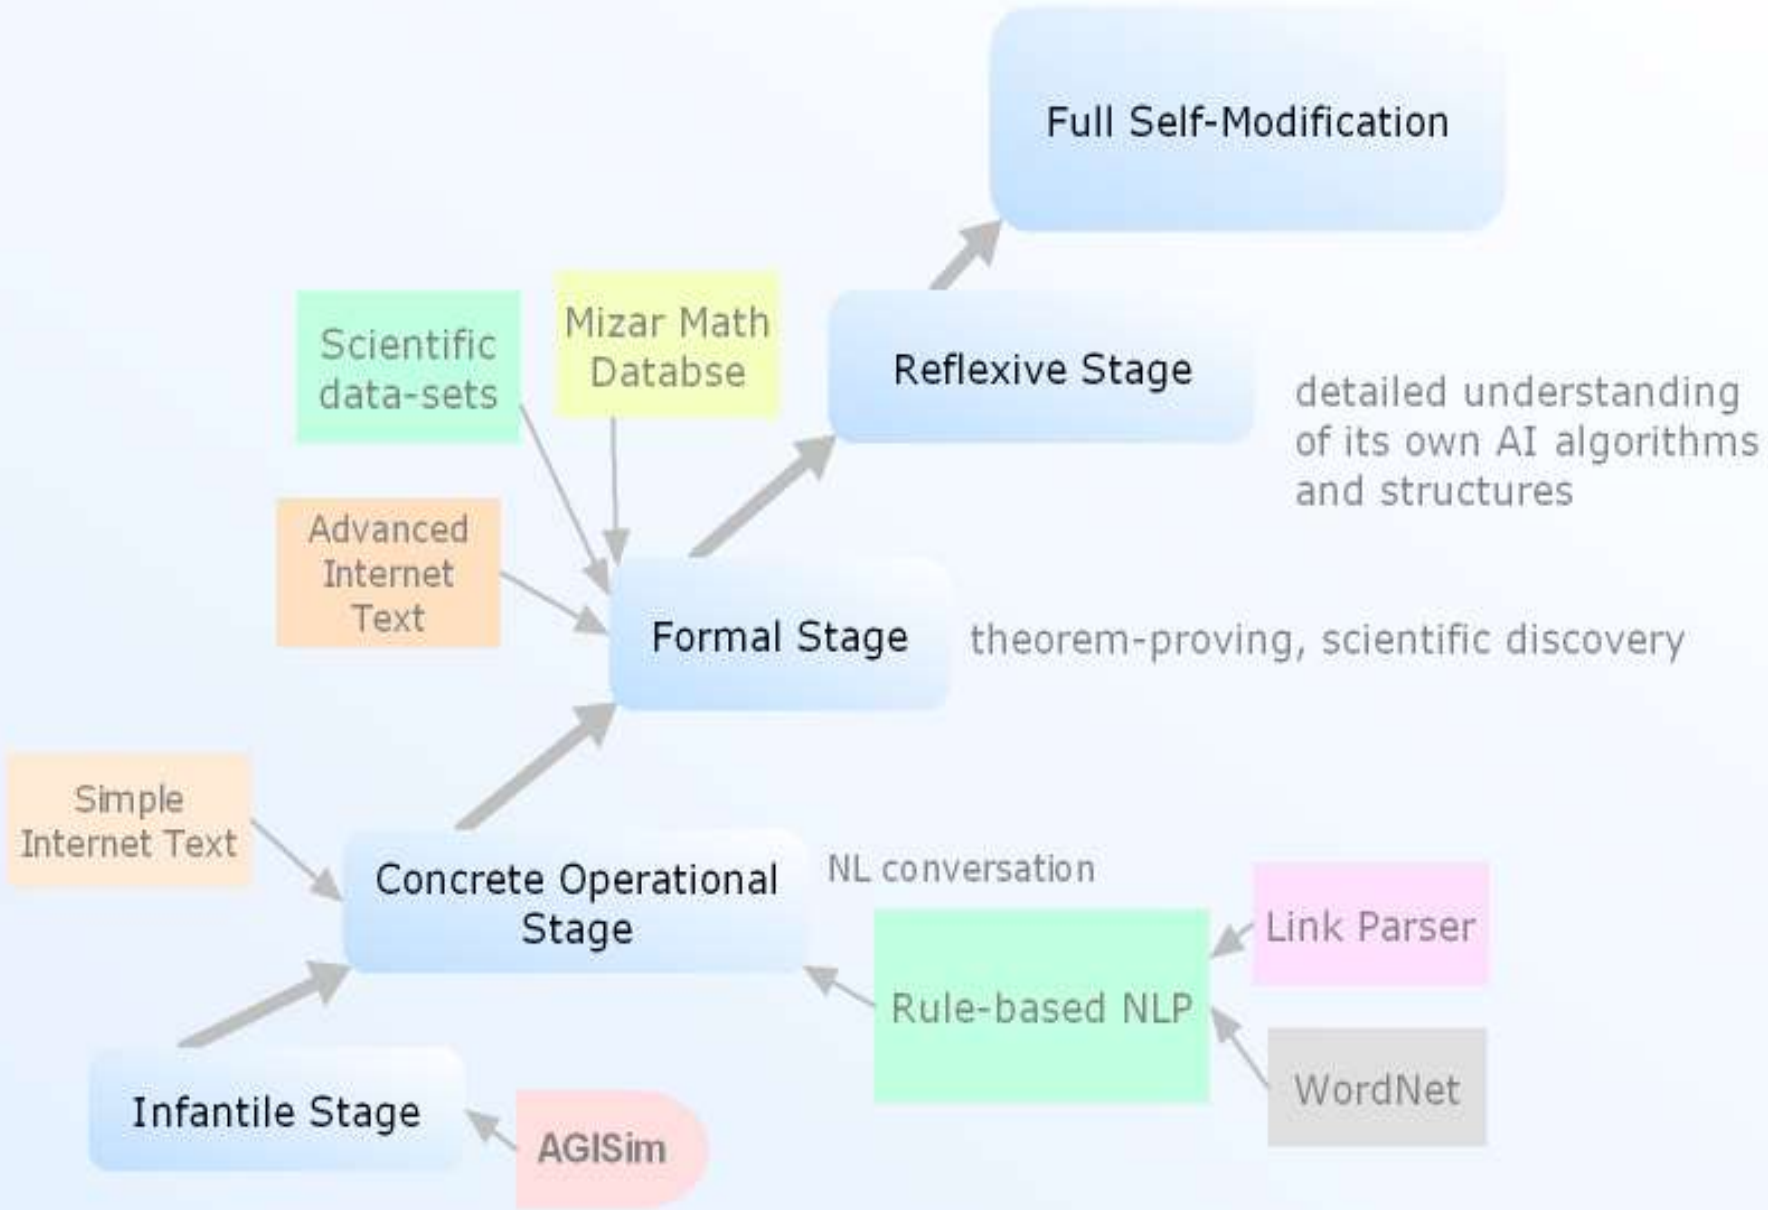 Full Self-Modification
Mizar Math
Databse
Scientific
data-sets
Reflexive Stage
detailed understanding
of its own AI algorithms
and structures
Advanced
Internet
Text
Formal Stage
theorem-proving, scientific discovery
Simple
Internet Text
Concrete Operational
Stage
NL conversation
Link Parser
Rule-based NLP
WordNet
Infantile Stage
AGISim